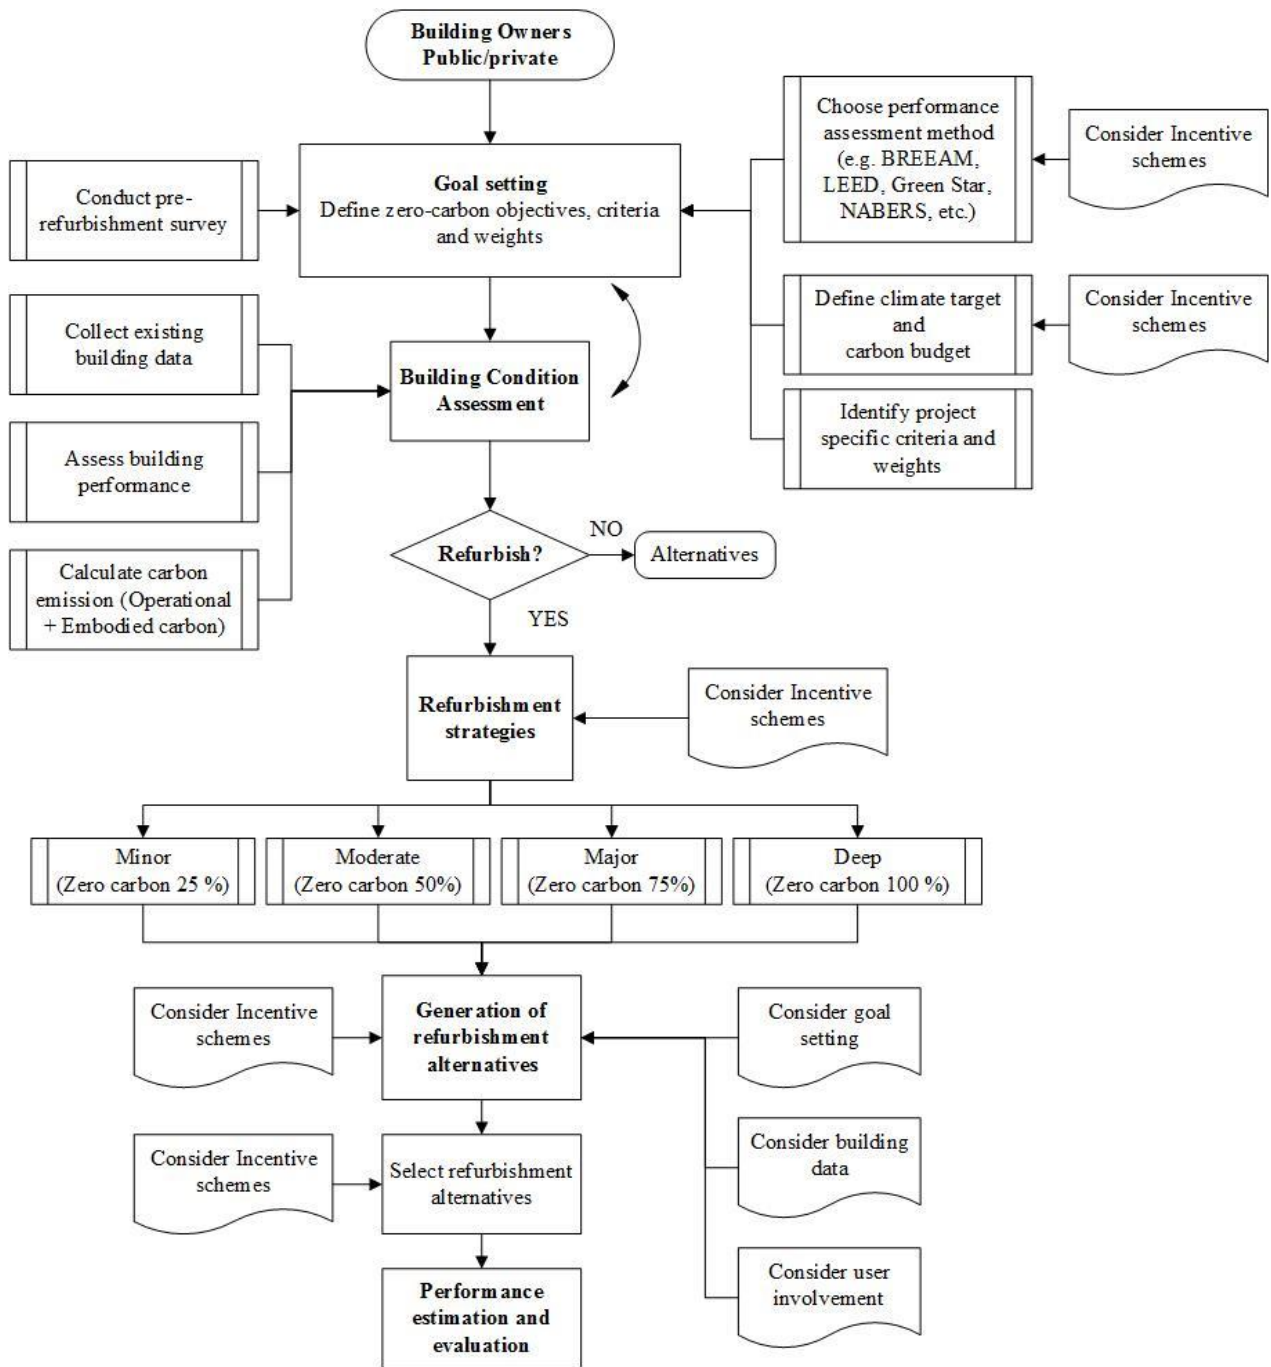 Building Owners
Public/private
Choose performance
assessment method
(e.g. BREEAM,
LEED, Green Star,
NABERS, etc.)
Consider Incentive
schemes
Conduct pre-
refurbishment survey
Goal setting
Define zero-carbon objectives, criteria
and weights
Define climate target
and
carbon budget
Consider Incentive
schemes
Collect existing
building data
Building Condition
Assessment
Identify project
specific criteria and
weights
Assess building
performance
Refurbish?
NO
Alternatives
Calculate carbon
emission (Operational
+ Embodied carbon)
YES
Refurbishment
strategies
Consider Incentive
schemes
Minor
(Zero carbon 25 %)
Moderate
(Zero carbon 50%)
Major
(Zero carbon 75%)
Deep
(Zero carbon 100 %)
Consider Incentive
schemes
Generation of
refurbishment
alternatives
Consider goal
setting
Consider Incentive
schemes
Select refurbishment
alternatives
Consider building
data
Performance
estimation and
evaluation
Consider user
involvement